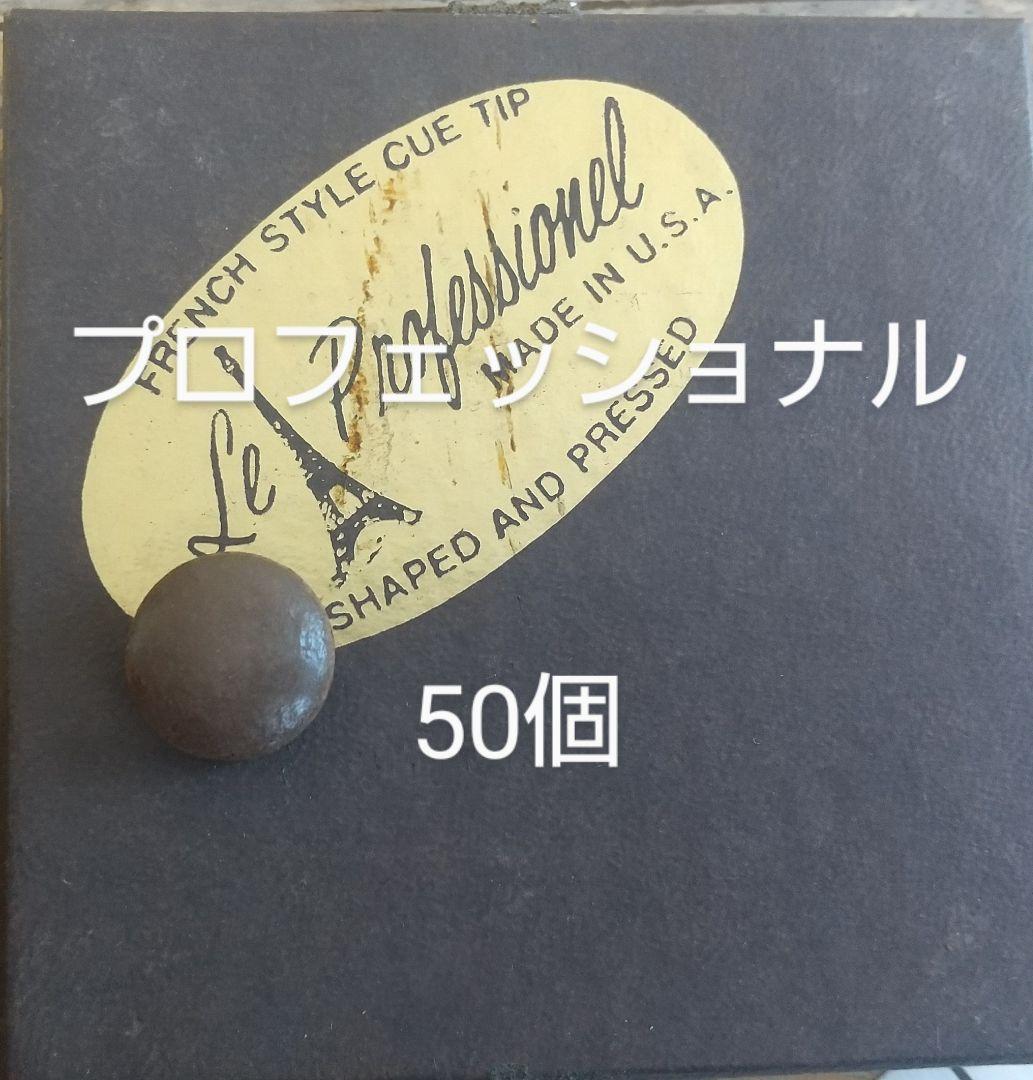 FRENCH STYLE CUE TIP
Le Professionel
MADE IN U.S.A.
SHAPED AND PRESSED
プロフェッショナル
50個